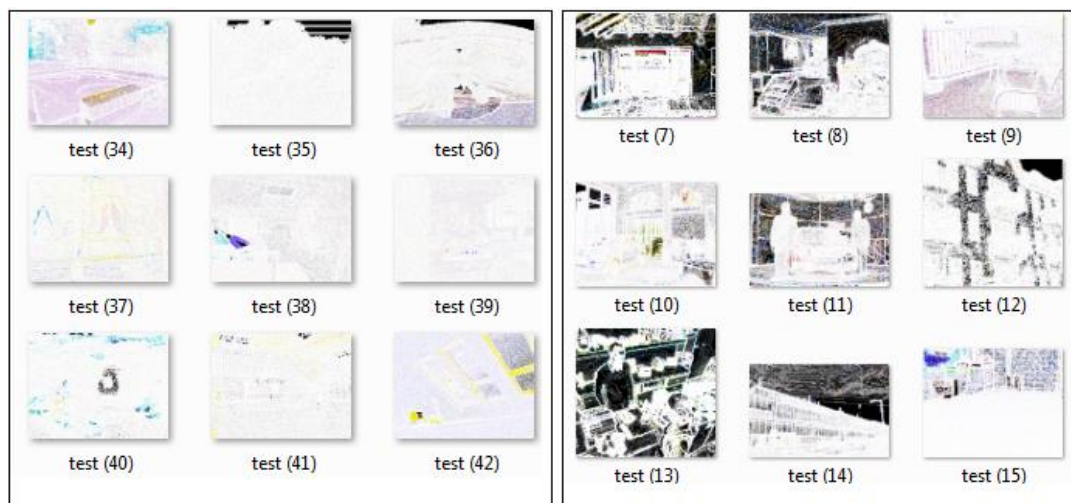 test (34) test (35) test (36)
test (37) test (38) test (39)
test (40) test (41) test (42)
test (7) test (8) test (9)
test (10) test (11) test (12)
test (13) test (14) test (15)